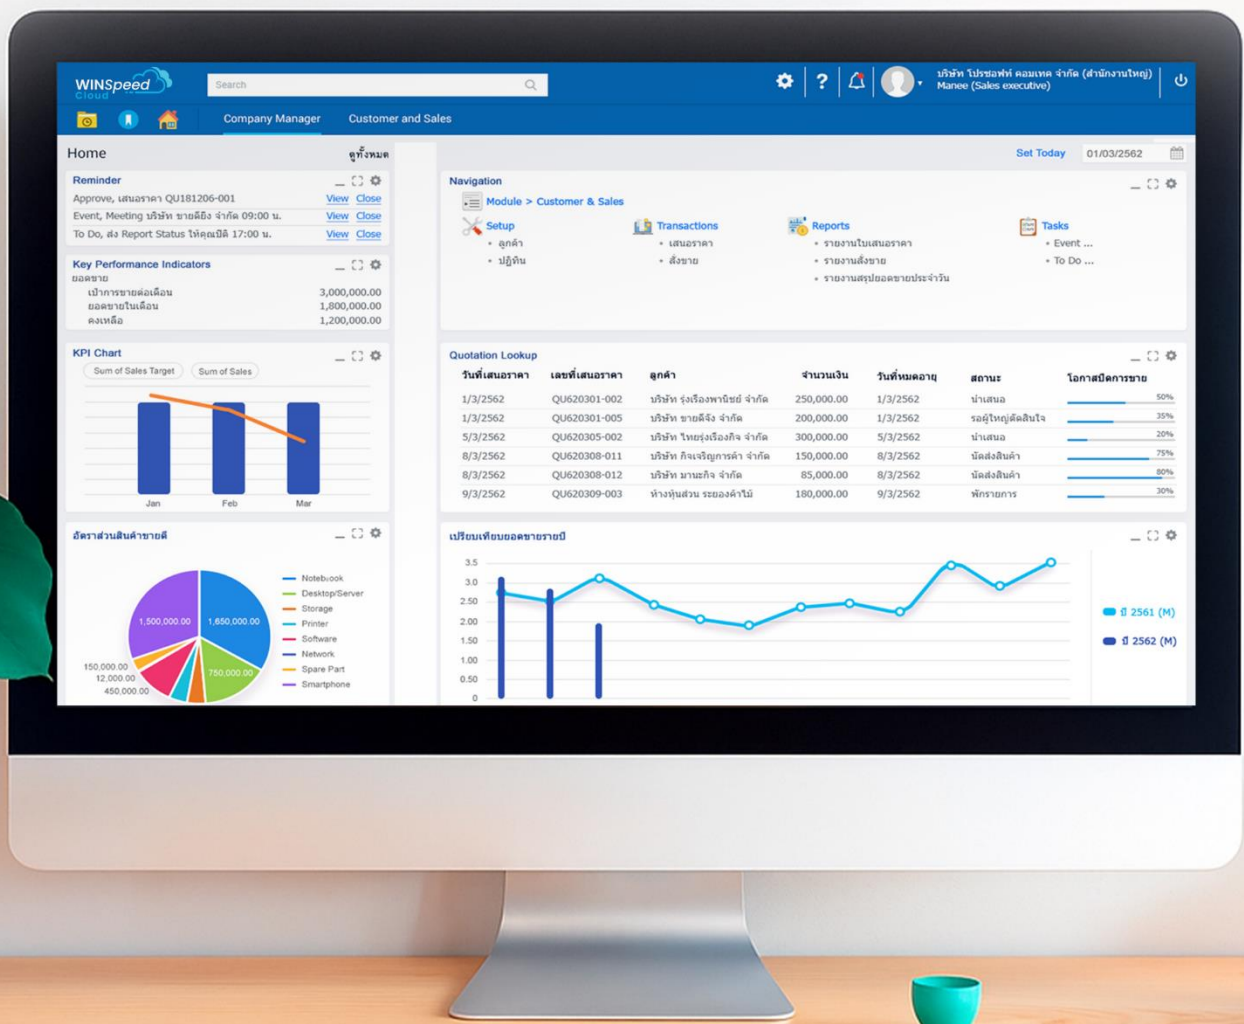 WINSpeed
Cloud
Search
?
บริษัท โปรซอฟท์ คอมเทค จำกัด (สำนักงานใหญ่)
Manee (Sales executive)
Company Manager
Customer and Sales
Home
ดูทั้งหมด
Set Today
01/03/2562
Reminder
Approve, เสนอราคา QU181206-001 View Close
Event, Meeting บริษัท ขายดียิ่ง จำกัด 09:00 น. View Close
To Do, ส่ง Report Status ให้คุณปิติ 17:00 น. View Close
Key Performance Indicators
ยอดขาย
เป้าการขายต่อเดือน 3,000,000.00
ยอดขายในเดือน 1,800,000.00
คงเหลือ 1,200,000.00
KPI Chart
Sum of Sales Target
Sum of Sales
Jan Feb Mar
อัตราส่วนสินค้าขายดี
1,500,000.00
1,650,000.00
750,000.00
150,000.00
12,000.00
450,000.00
Notebook
Desktop/Server
Storage
Printer
Software
Network
Spare Part
Smartphone
Navigation
Module > Customer & Sales
Setup
• ลูกค้า
• ปฏิทิน
Transactions
• เสนอราคา
• สั่งขาย
Reports
• รายงานใบเสนอราคา
• รายงานสั่งขาย
• รายงานสรุปยอดขายประจำวัน
Tasks
• Event ...
• To Do ...
Quotation Lookup
วันที่เสนอราคา เลขที่เสนอราคา ลูกค้า จำนวนเงิน วันที่หมดอายุ สถานะ โอกาสปิดการขาย
1/3/2562 QU620301-002 บริษัท รุ่งเรืองพานิชย์ จำกัด 250,000.00 1/3/2562 นำเสนอ 50%
1/3/2562 QU620301-005 บริษัท ขายดีจัง จำกัด 200,000.00 1/3/2562 รอผู้ใหญ่ตัดสินใจ 35%
5/3/2562 QU620305-002 บริษัท ไทยรุ่งเรืองกิจ จำกัด 300,000.00 5/3/2562 นำเสนอ 20%
8/3/2562 QU620308-011 บริษัท กิจเจริญการค้า จำกัด 150,000.00 8/3/2562 นัดส่งสินค้า 75%
8/3/2562 QU620308-012 บริษัท มานะกิจ จำกัด 85,000.00 8/3/2562 นัดส่งสินค้า 80%
9/3/2562 QU620309-003 ห้างหุ้นส่วน ระยองค้าไม้ 180,000.00 9/3/2562 พักรายการ 30%
เปรียบเทียบยอดขายรายปี
3.5
3.0
2.50
2.00
1.50
1.00
0.50
0
ปี 2561 (M)
ปี 2562 (M)